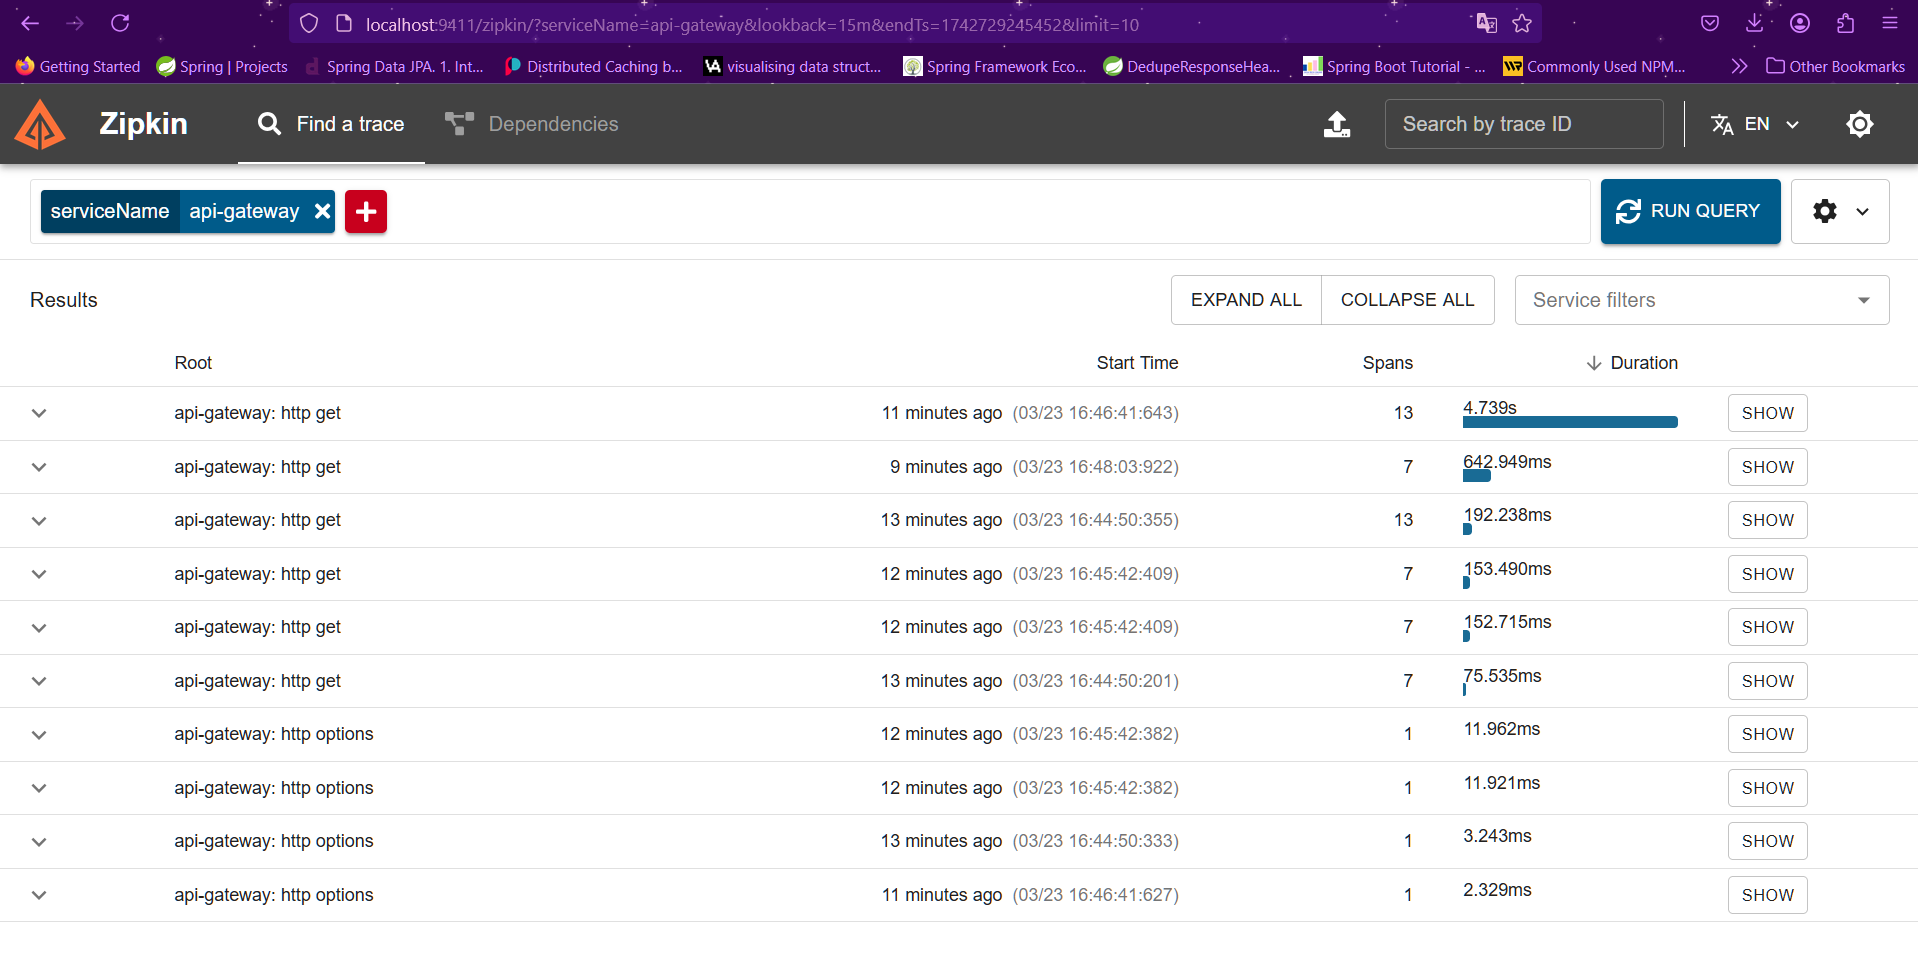 localhost:9411/zipkin/?serviceName=api-gateway&lookback=15m&endTs=1742729245452&limit=10
Getting Started Spring | Projects Spring Data JPA. 1. Int... Distributed Caching b... visualising data struct... Spring Framework Eco... DedupeResponseHea... Spring Boot Tutorial - ... Commonly Used NPM... Other Bookmarks
Zipkin Find a trace Dependencies Search by trace ID EN
serviceName api-gateway RUN QUERY
Results EXPAND ALL COLLAPSE ALL Service filters
Root Start Time Spans Duration
api-gateway: http get 11 minutes ago (03/23 16:46:41:643) 13 4.739s SHOW
api-gateway: http get 9 minutes ago (03/23 16:48:03:922) 7 642.949ms SHOW
api-gateway: http get 13 minutes ago (03/23 16:44:50:355) 13 192.238ms SHOW
api-gateway: http get 12 minutes ago (03/23 16:45:42:409) 7 153.490ms SHOW
api-gateway: http get 12 minutes ago (03/23 16:45:42:409) 7 152.715ms SHOW
api-gateway: http get 13 minutes ago (03/23 16:44:50:201) 7 75.535ms SHOW
api-gateway: http options 12 minutes ago (03/23 16:45:42:382) 1 11.962ms SHOW
api-gateway: http options 12 minutes ago (03/23 16:45:42:382) 1 11.921ms SHOW
api-gateway: http options 13 minutes ago (03/23 16:44:50:333) 1 3.243ms SHOW
api-gateway: http options 11 minutes ago (03/23 16:46:41:627) 1 2.329ms SHOW